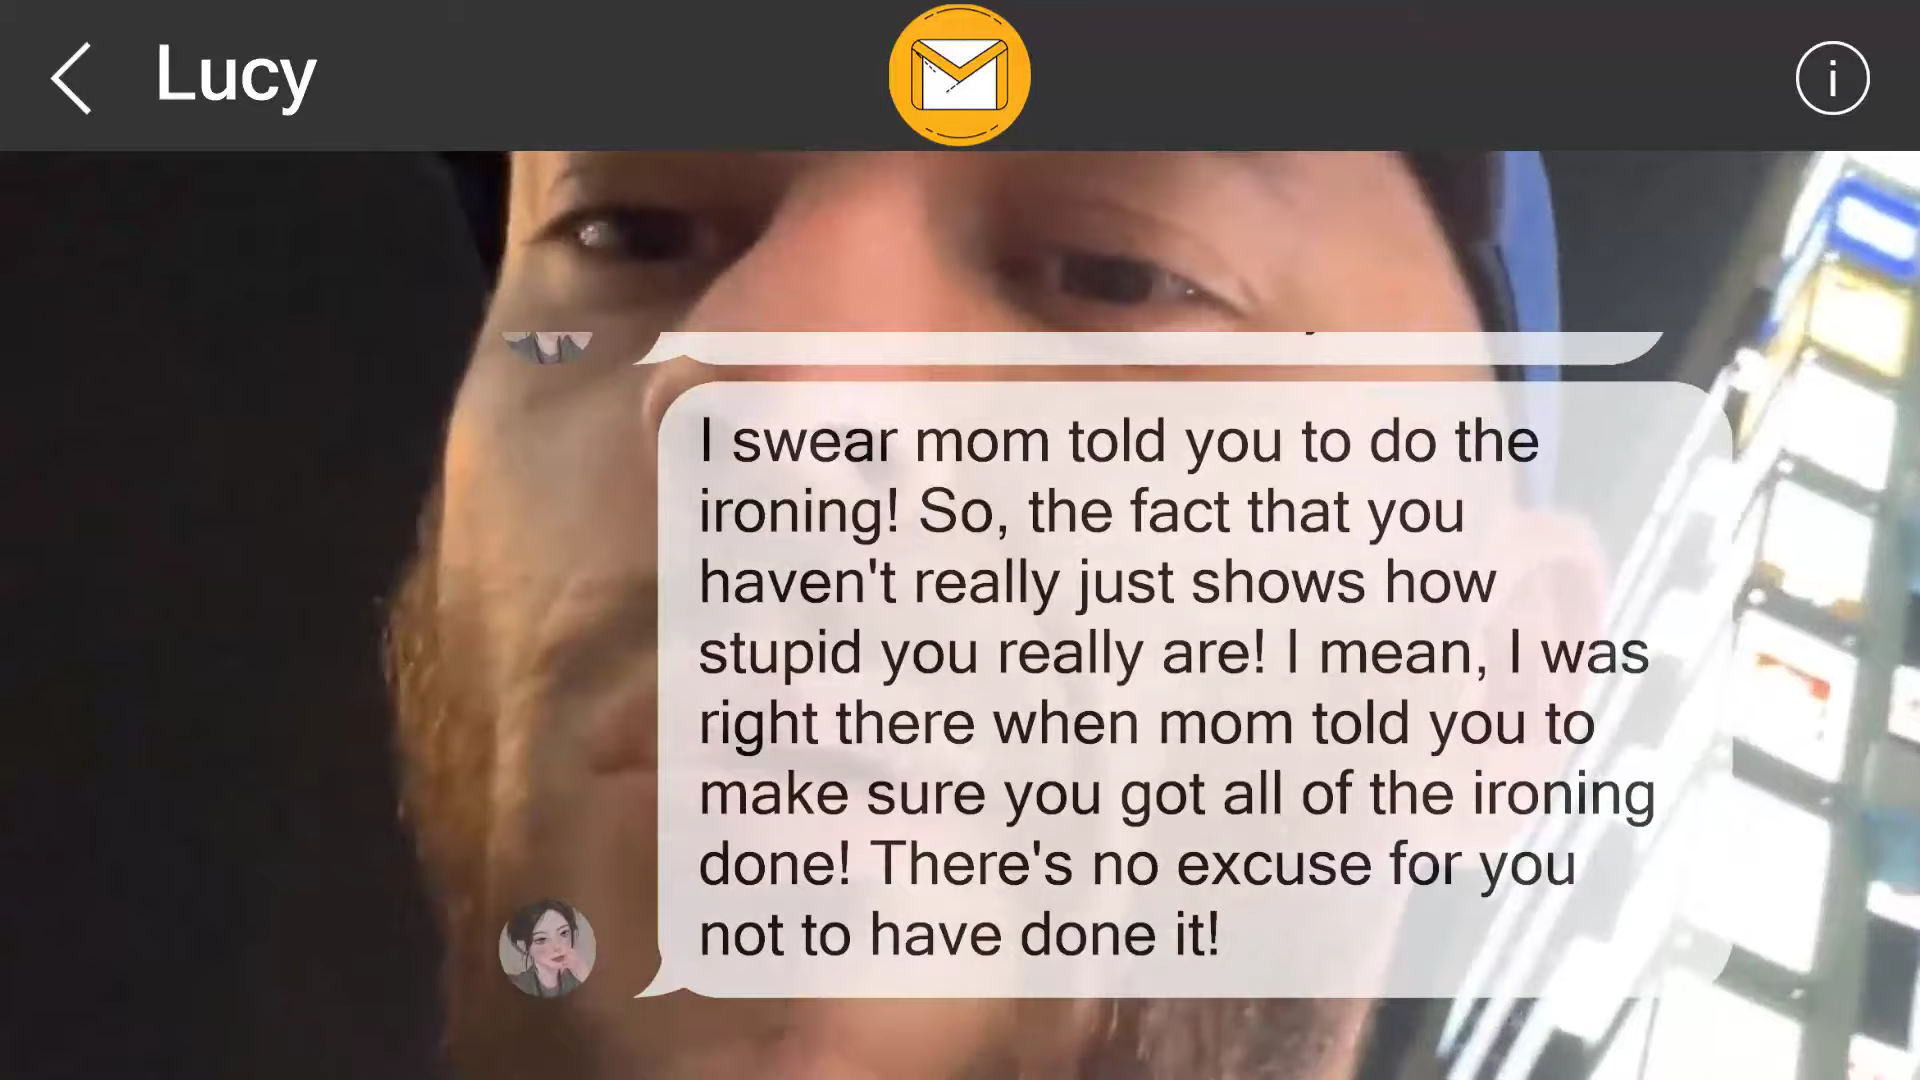 Lucy
I swear mom told you to do the
ironing! So, the fact that you
haven't really just shows how
stupid you really are! I mean, I was
right there when mom told you to
make sure you got all of the ironing
done! There's no excuse for you
not to have done it!